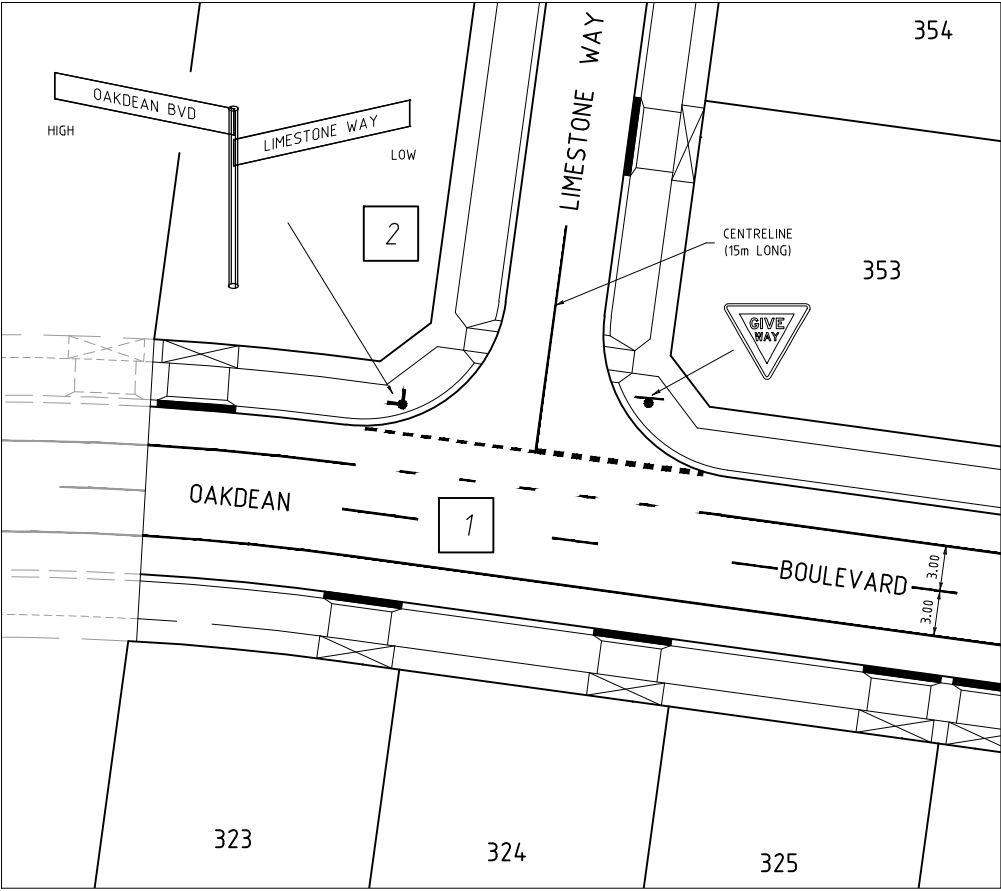 354
LIMESTONE WAY
OAKDEAN BVD
HIGH
LIMESTONE WAY
LOW
2
CENTRELINE
(15m LONG)
353
GIVE
WAY
OAKDEAN
1
BOULEVARD
3.00
3.00
323
324
325